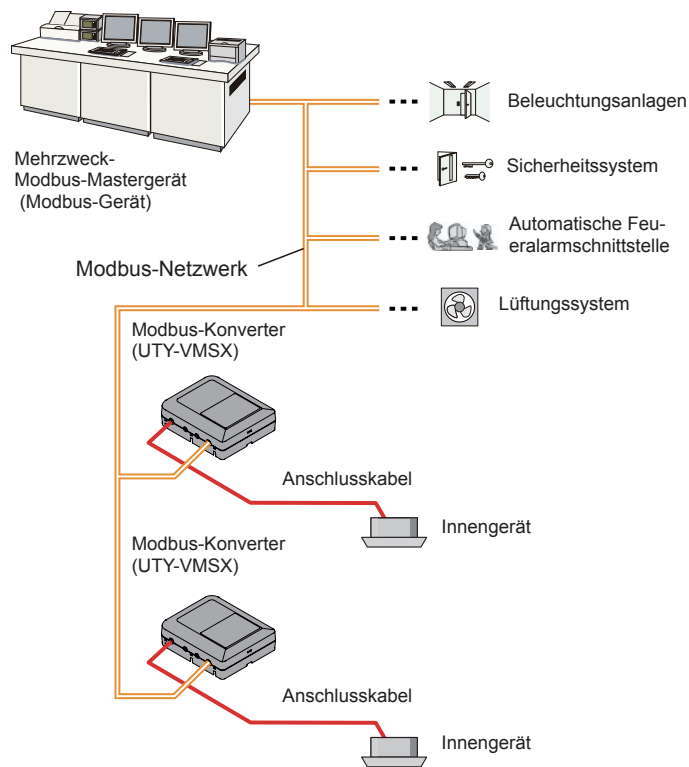 Beleuchtungsanlagen
Mehrzweck-
Modbus-Mastergerät
(Modbus-Gerät)
Sicherheitssystem
Automatische Feu-
eralarmschnittstelle
Modbus-Netzwerk
Lüftungssystem
Modbus-Konverter
(UTY-VMSX)
Anschlusskabel
Innengerät
Modbus-Konverter
(UTY-VMSX)
Anschlusskabel
Innengerät